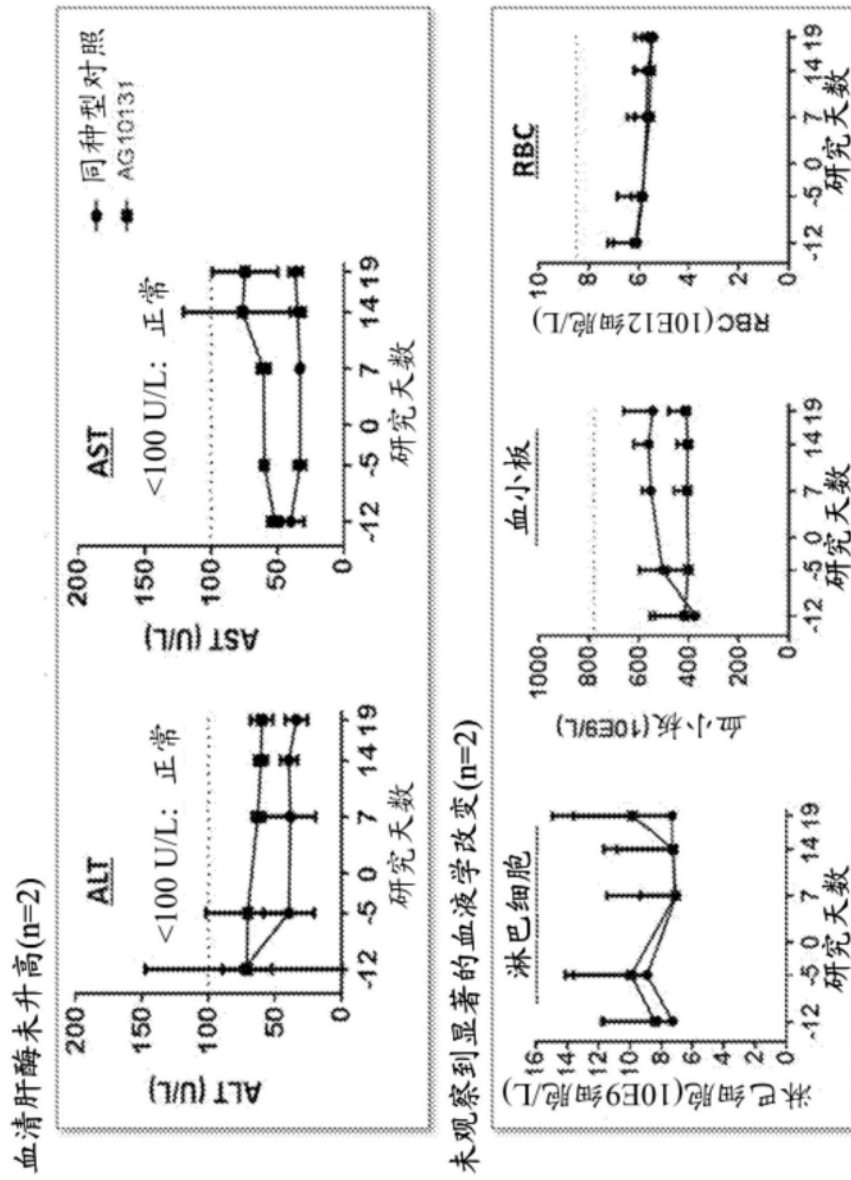 血清肝酶未升高(n=2)
ALT
<100 U/L: 正常
ALT (U/L)
200
150
100
50
0
-12
-5
0
7
14
19
研究天数
AST
<100 U/L: 正常
AST (U/L)
200
150
100
50
0
-12
-5
0
7
14
19
研究天数
同种型对照
AG10131
未观察到显著的血液学改变(n=2)
淋巴细胞
淋巴细胞(10E9细胞/L)
16
14
12
10
8
6
4
2
0
-12
-5
0
7
14
19
研究天数
血小板
血小板(10E9/L)
1000
800
600
400
200
0
-12
-5
0
7
14
19
研究天数
RBC
RBC(10E12细胞/L)
10
8
6
4
2
0
-12
-5
0
7
14
19
研究天数